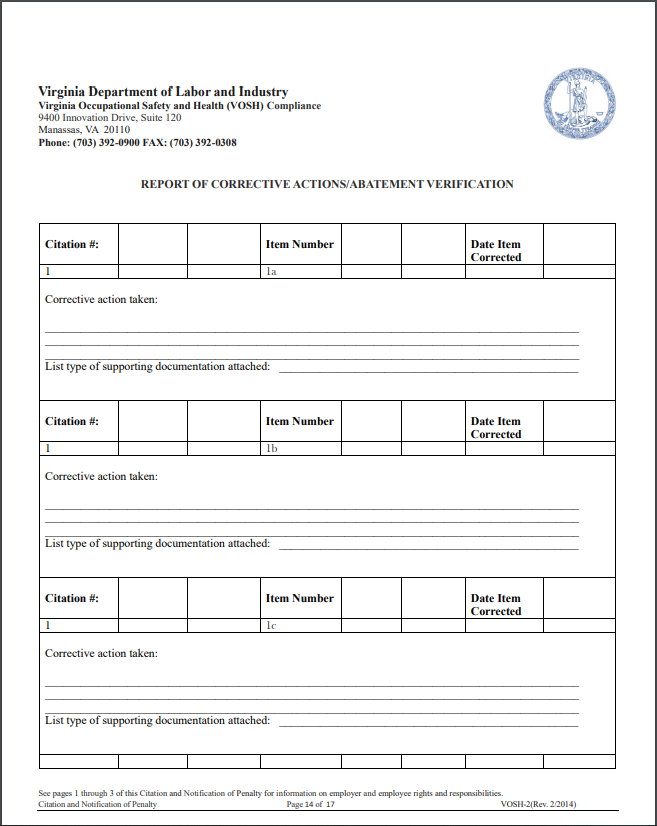 Virginia Department of Labor and Industry
Virginia Occupational Safety and Health (VOSH) Compliance
9400 Innovation Drive, Suite 120
Manassas, VA 20110
Phone: (703) 392-0900 FAX: (703) 392-0308
REPORT OF CORRECTIVE ACTIONS/ABATEMENT VERIFICATION
Citation #: Item Number Date Item Corrected
1 1a
Corrective action taken:
List type of supporting documentation attached:
Citation #: Item Number Date Item Corrected
1 1b
Corrective action taken:
List type of supporting documentation attached:
Citation #: Item Number Date Item Corrected
1 1c
Corrective action taken:
List type of supporting documentation attached:
See pages 1 through 3 of this Citation and Notification of Penalty for information on employer and employee rights and responsibilities.
Citation and Notification of Penalty Page 14 of 17 VOSH-2(Rev. 2/2014)